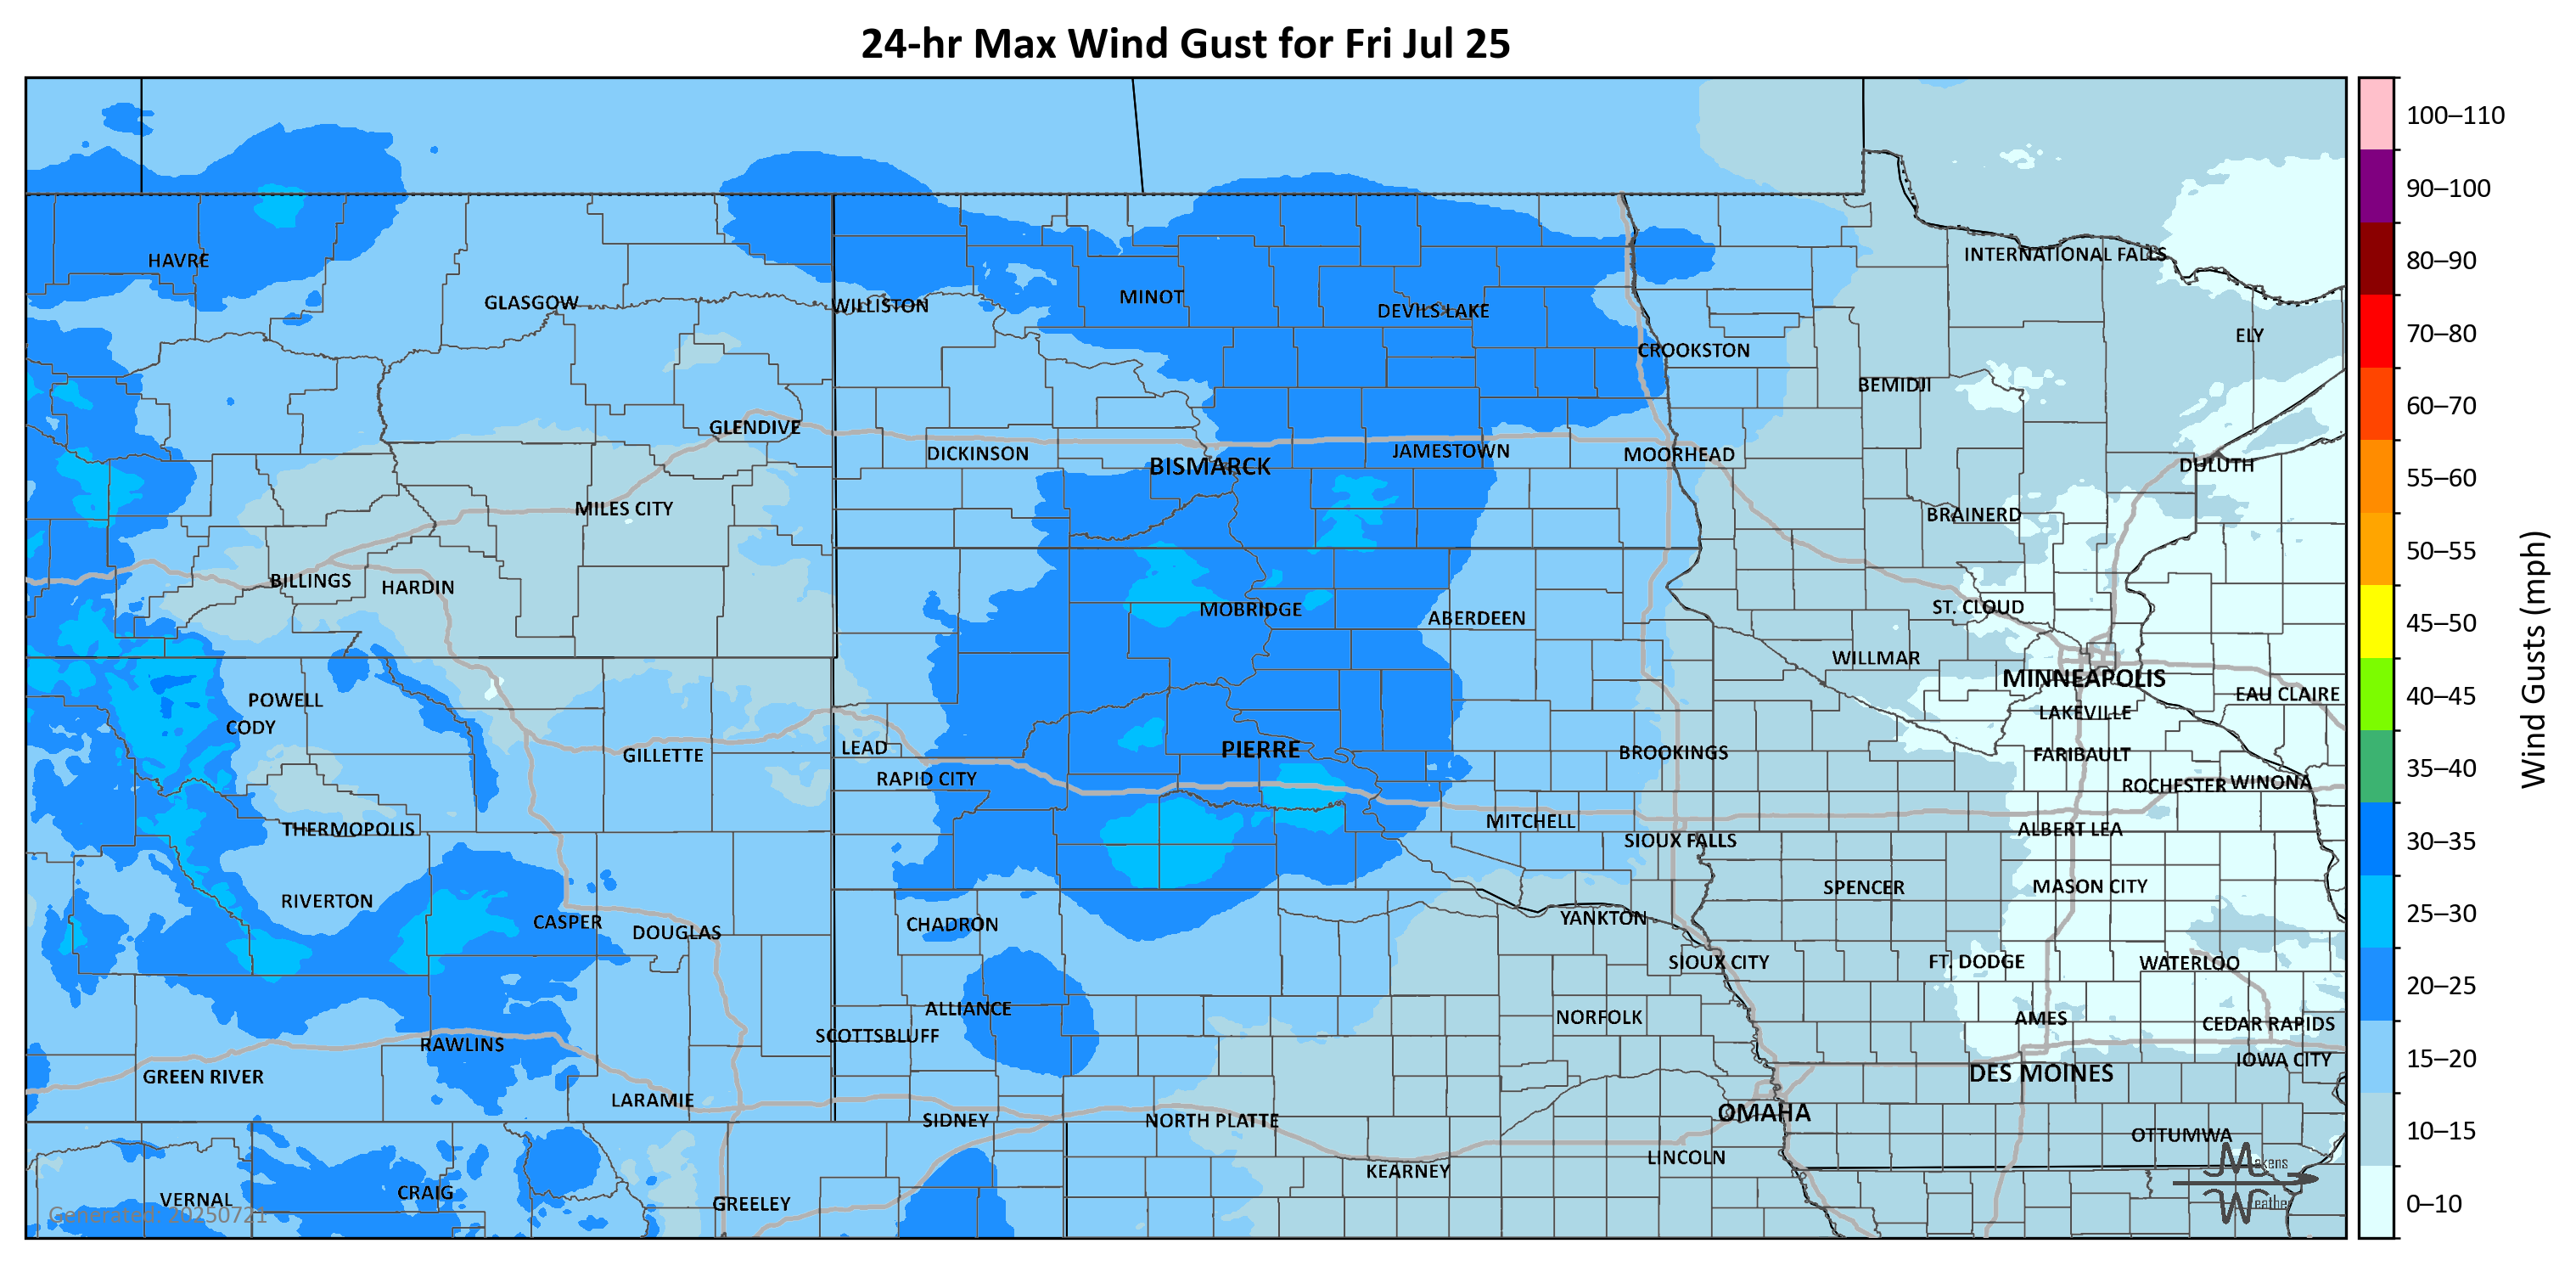 24-hr Max Wind Gust for Fri Jul 25
100–110
90–100
80–90
70–80
60–70
55–60
50–55
45–50
40–45
35–40
30–35
25–30
20–25
15–20
10–15
0–10
Wind Gusts (mph)
HAVRE
INTERNATIONAL FALLS
GLASGOW
WILLISTON
MINOT
DEVILS LAKE
ELY
CROOKSTON
BEMIDJI
GLENDIVE
DICKINSON
BISMARCK
JAMESTOWN
MOORHEAD
DULUTH
MILES CITY
BRAINERD
BILLINGS
HARDIN
MOBRIDGE
ABERDEEN
ST. CLOUD
WILLMAR
MINNEAPOLIS
POWELL
CODY
EAU CLAIRE
LAKEVILLE
GILLETTE
LEAD
PIERRE
BROOKINGS
FARIBAULT
RAPID CITY
ROCHESTER
WINONA
THERMOPOLIS
MITCHELL
SIOUX FALLS
ALBERT LEA
RIVERTON
SPENCER
MASON CITY
CASPER
DOUGLAS
CHADRON
YANKTON
SIOUX CITY
FT. DODGE
WATERLOO
ALLIANCE
NORFOLK
AMES
CEDAR RAPIDS
RAWLINS
SCOTTSBLUFF
IOWA CITY
GREEN RIVER
DES MOINES
LARAMIE
SIDNEY
NORTH PLATTE
OMAHA
OTTUMWA
KEARNEY
LINCOLN
VERNAL
CRAIG
GREELEY
Generated: 20250721
Makens
Weather